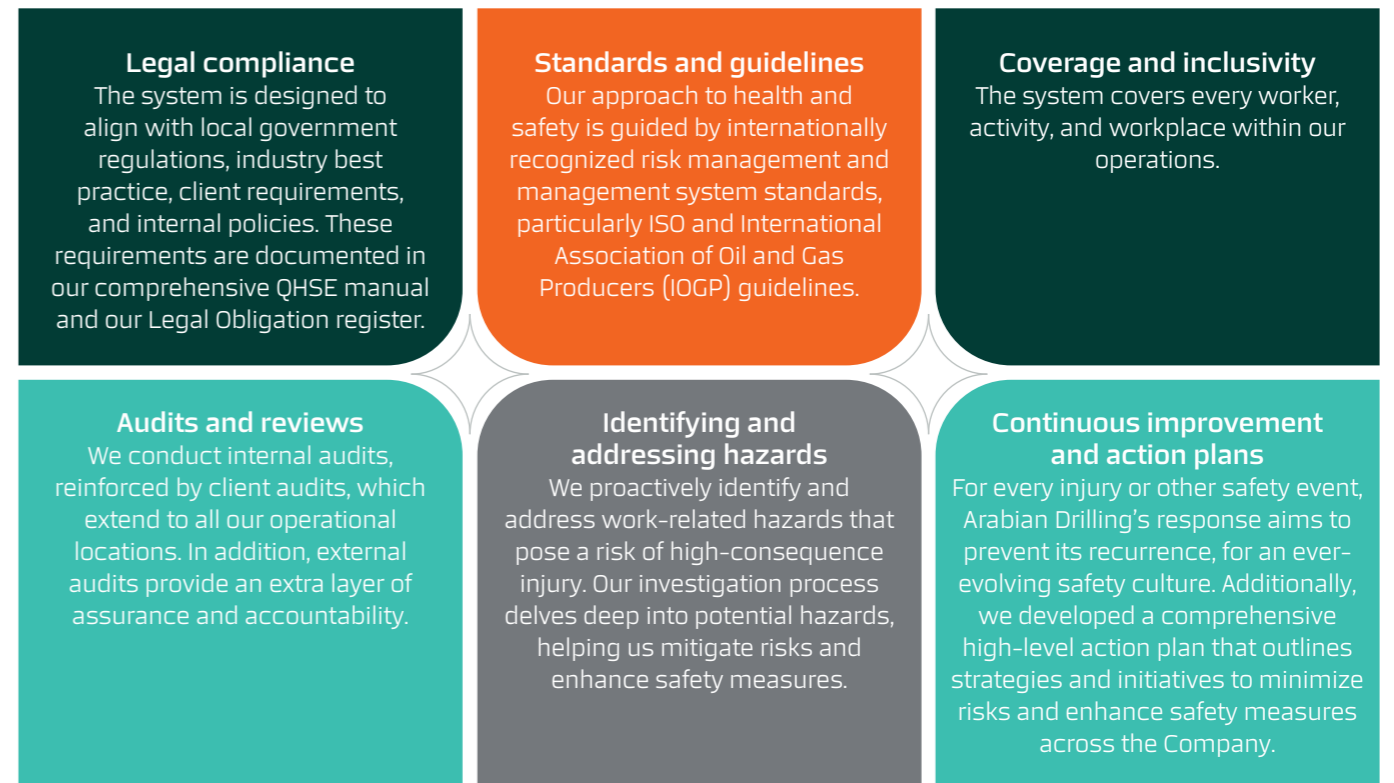 Legal compliance
The system is designed to
align with local government
regulations, industry best
practice, client requirements,
and internal policies. These
requirements are documented in
our comprehensive QHSE manual
and our Legal Obligation register.
Standards and guidelines
Our approach to health and
safety is guided by internationally
recognized risk management and
management system standards,
particularly ISO and International
Association of Oil and Gas
Producers (IOGP) guidelines.
Coverage and inclusivity
The system covers every worker,
activity, and workplace within our
operations.
Audits and reviews
We conduct internal audits,
reinforced by client audits, which
extend to all our operational
locations. In addition, external
audits provide an extra layer of
assurance and accountability.
Identifying and
addressing hazards
We proactively identify and
address work-related hazards that
pose a risk of high-consequence
injury. Our investigation process
delves deep into potential hazards,
helping us mitigate risks and
enhance safety measures.
Continuous improvement
and action plans
For every injury or other safety event,
Arabian Drilling’s response aims to
prevent its recurrence, for an ever-
evolving safety culture. Additionally,
we developed a comprehensive
high-level action plan that outlines
strategies and initiatives to minimize
risks and enhance safety measures
across the Company.